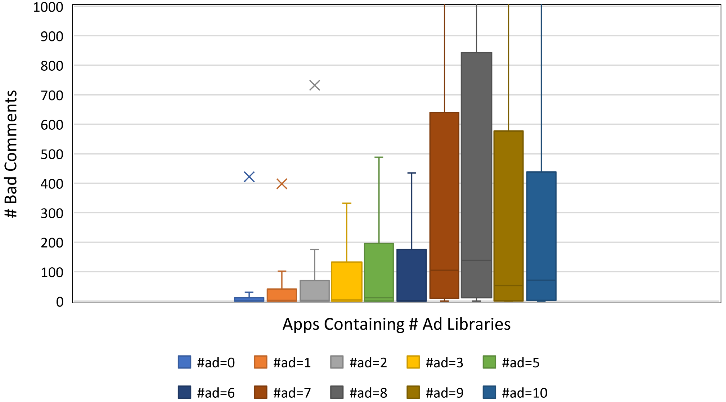 1000
900
800
700
600
500
400
300
200
100
0
# Bad Comments
Apps Containing # Ad Libraries
#ad=0 #ad=1 #ad=2 #ad=3 #ad=5
#ad=6 #ad=7 #ad=8 #ad=9 #ad=10